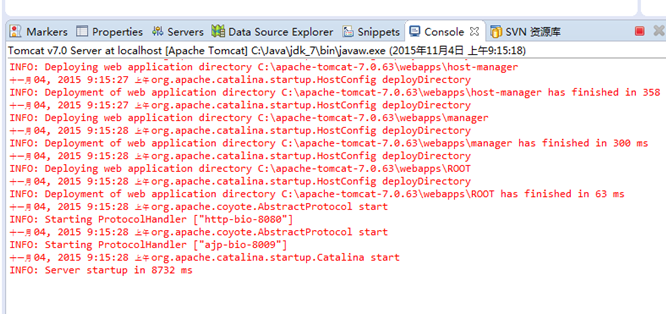 Markers Properties Servers Data Source Explorer Snippets Console SVN 资源库
Tomcat v7.0 Server at localhost [Apache Tomcat] C:\Java\jdk_7\bin\javaw.exe (2015年11月4日 上午9:15:18)
INFO: Deploying web application directory C:\apache-tomcat-7.0.63\webapps\host-manager
十一月 04, 2015 9:15:27 上午 org.apache.catalina.startup.HostConfig deployDirectory
INFO: Deployment of web application directory C:\apache-tomcat-7.0.63\webapps\host-manager has finished in 358
十一月 04, 2015 9:15:27 上午 org.apache.catalina.startup.HostConfig deployDirectory
INFO: Deploying web application directory C:\apache-tomcat-7.0.63\webapps\manager
十一月 04, 2015 9:15:28 上午 org.apache.catalina.startup.HostConfig deployDirectory
INFO: Deployment of web application directory C:\apache-tomcat-7.0.63\webapps\manager has finished in 300 ms
十一月 04, 2015 9:15:28 上午 org.apache.catalina.startup.HostConfig deployDirectory
INFO: Deploying web application directory C:\apache-tomcat-7.0.63\webapps\ROOT
十一月 04, 2015 9:15:28 上午 org.apache.catalina.startup.HostConfig deployDirectory
INFO: Deployment of web application directory C:\apache-tomcat-7.0.63\webapps\ROOT has finished in 63 ms
十一月 04, 2015 9:15:28 上午 org.apache.coyote.AbstractProtocol start
INFO: Starting ProtocolHandler ["http-bio-8080"]
十一月 04, 2015 9:15:28 上午 org.apache.coyote.AbstractProtocol start
INFO: Starting ProtocolHandler ["ajp-bio-8009"]
十一月 04, 2015 9:15:28 上午 org.apache.catalina.startup.Catalina start
INFO: Server startup in 8732 ms